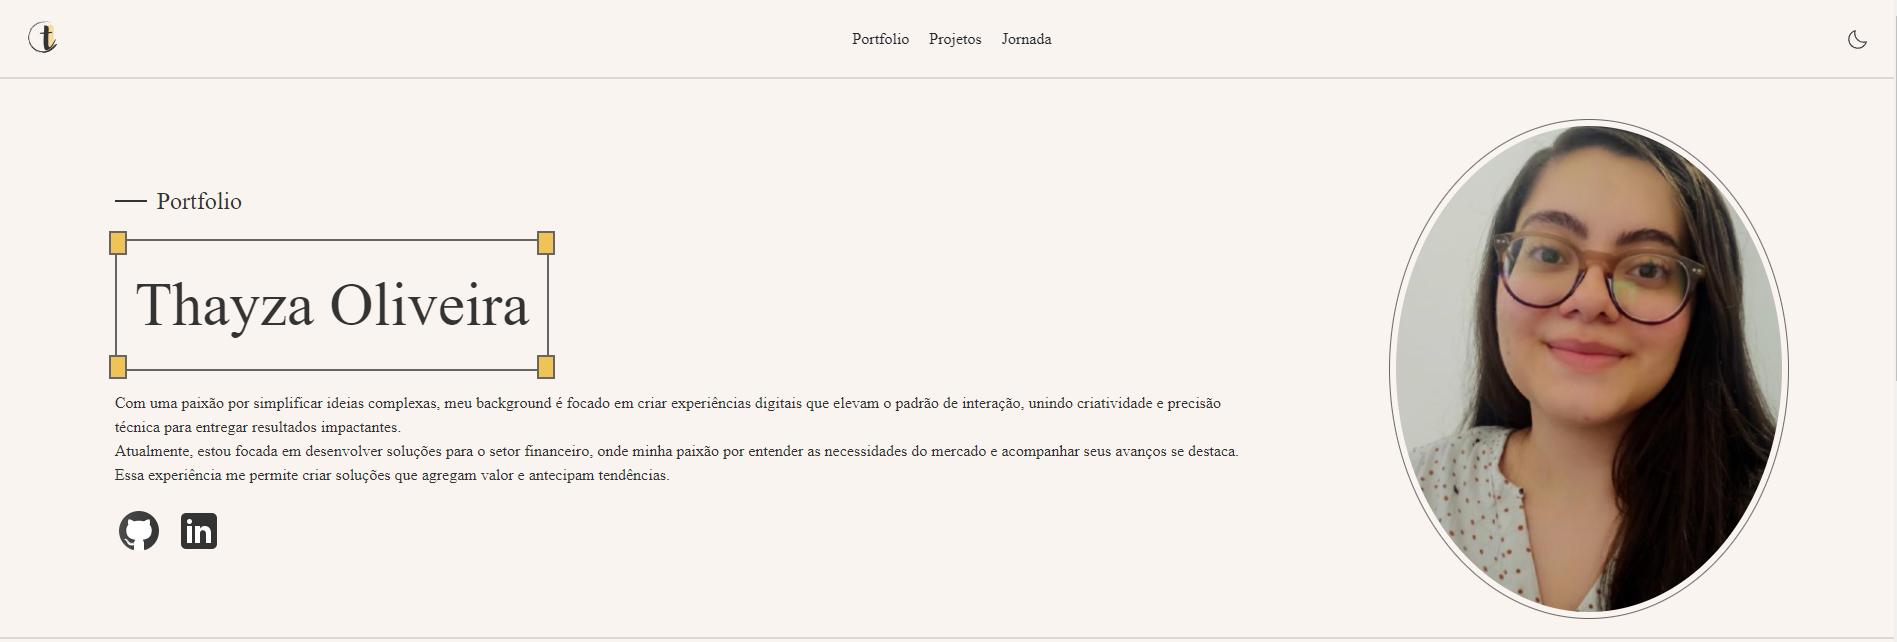 t
Portfolio Projetos Jornada
Portfolio
Thayza Oliveira
Com uma paixão por simplificar ideias complexas, meu background é focado em criar experiências digitais que elevam o padrão de interação, unindo criatividade e precisão
técnica para entregar resultados impactantes.
Atualmente, estou focada em desenvolver soluções para o setor financeiro, onde minha paixão por entender as necessidades do mercado e acompanhar seus avanços se destaca.
Essa experiência me permite criar soluções que agregam valor e antecipam tendências.
in